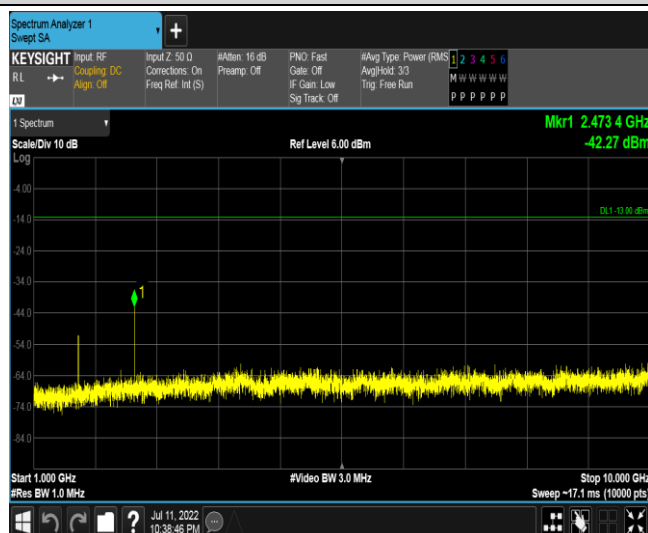 Spectrum Analyzer 1
Swept SA
+
KEYSIGHT Input: RF Input Z: 50 Ω #Atten: 16 dB PNO: Fast #Avg Type: Power (RMS 1 2 3 4 5 6
RL Coupling: DC Corrections: On Preamp: Off Gate: Off Avg|Hold: 3/3 M W W W W W
Align: Off Freq Ref: Int (S) IF Gain: Low Trig: Free Run
Sig Track: Off P P P P P P
LXI
1 Spectrum Mkr1 2.473 4 GHz
Scale/Div 10 dB Ref Level 6.00 dBm -42.27 dBm
Log
-4.00
DL1 -13.00 dBm
-14.0
-24.0
-34.0
1
-44.0
-54.0
-64.0
-74.0
-84.0
Start 1.000 GHz #Video BW 3.0 MHz Stop 10.000 GHz
#Res BW 1.0 MHz Sweep ~17.1 ms (10000 pts)
? Jul 11, 2022
10:38:46 PM